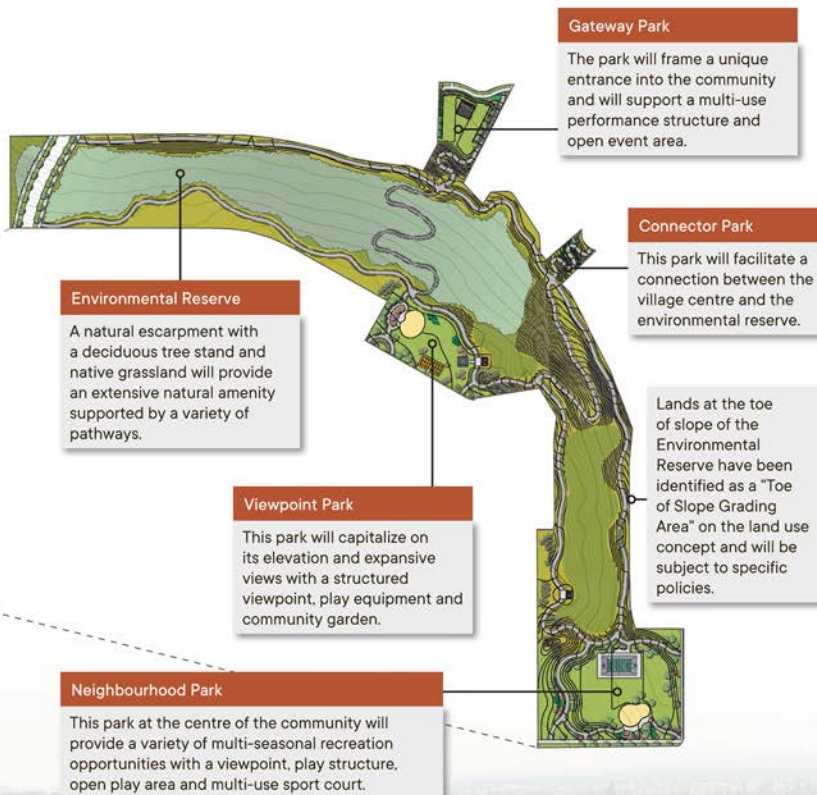 Gateway Park
The park will frame a unique
entrance into the community
and will support a multi-use
performance structure and
open event area.
Connector Park
This park will facilitate a
connection between the
village centre and the
environmental reserve.
Environmental Reserve
A natural escarpment with
a deciduous tree stand and
native grassland will provide
an extensive natural amenity
supported by a variety of
pathways.
Lands at the toe
of slope of the
Environmental
Reserve have been
identified as a "Toe
of Slope Grading
Area" on the land use
concept and will be
subject to specific
policies.
Viewpoint Park
This park will capitalize on
its elevation and expansive
views with a structured
viewpoint, play equipment and
community garden.
Neighbourhood Park
This park at the centre of the community will
provide a variety of multi-seasonal recreation
opportunities with a viewpoint, play structure,
open play area and multi-use sport court.